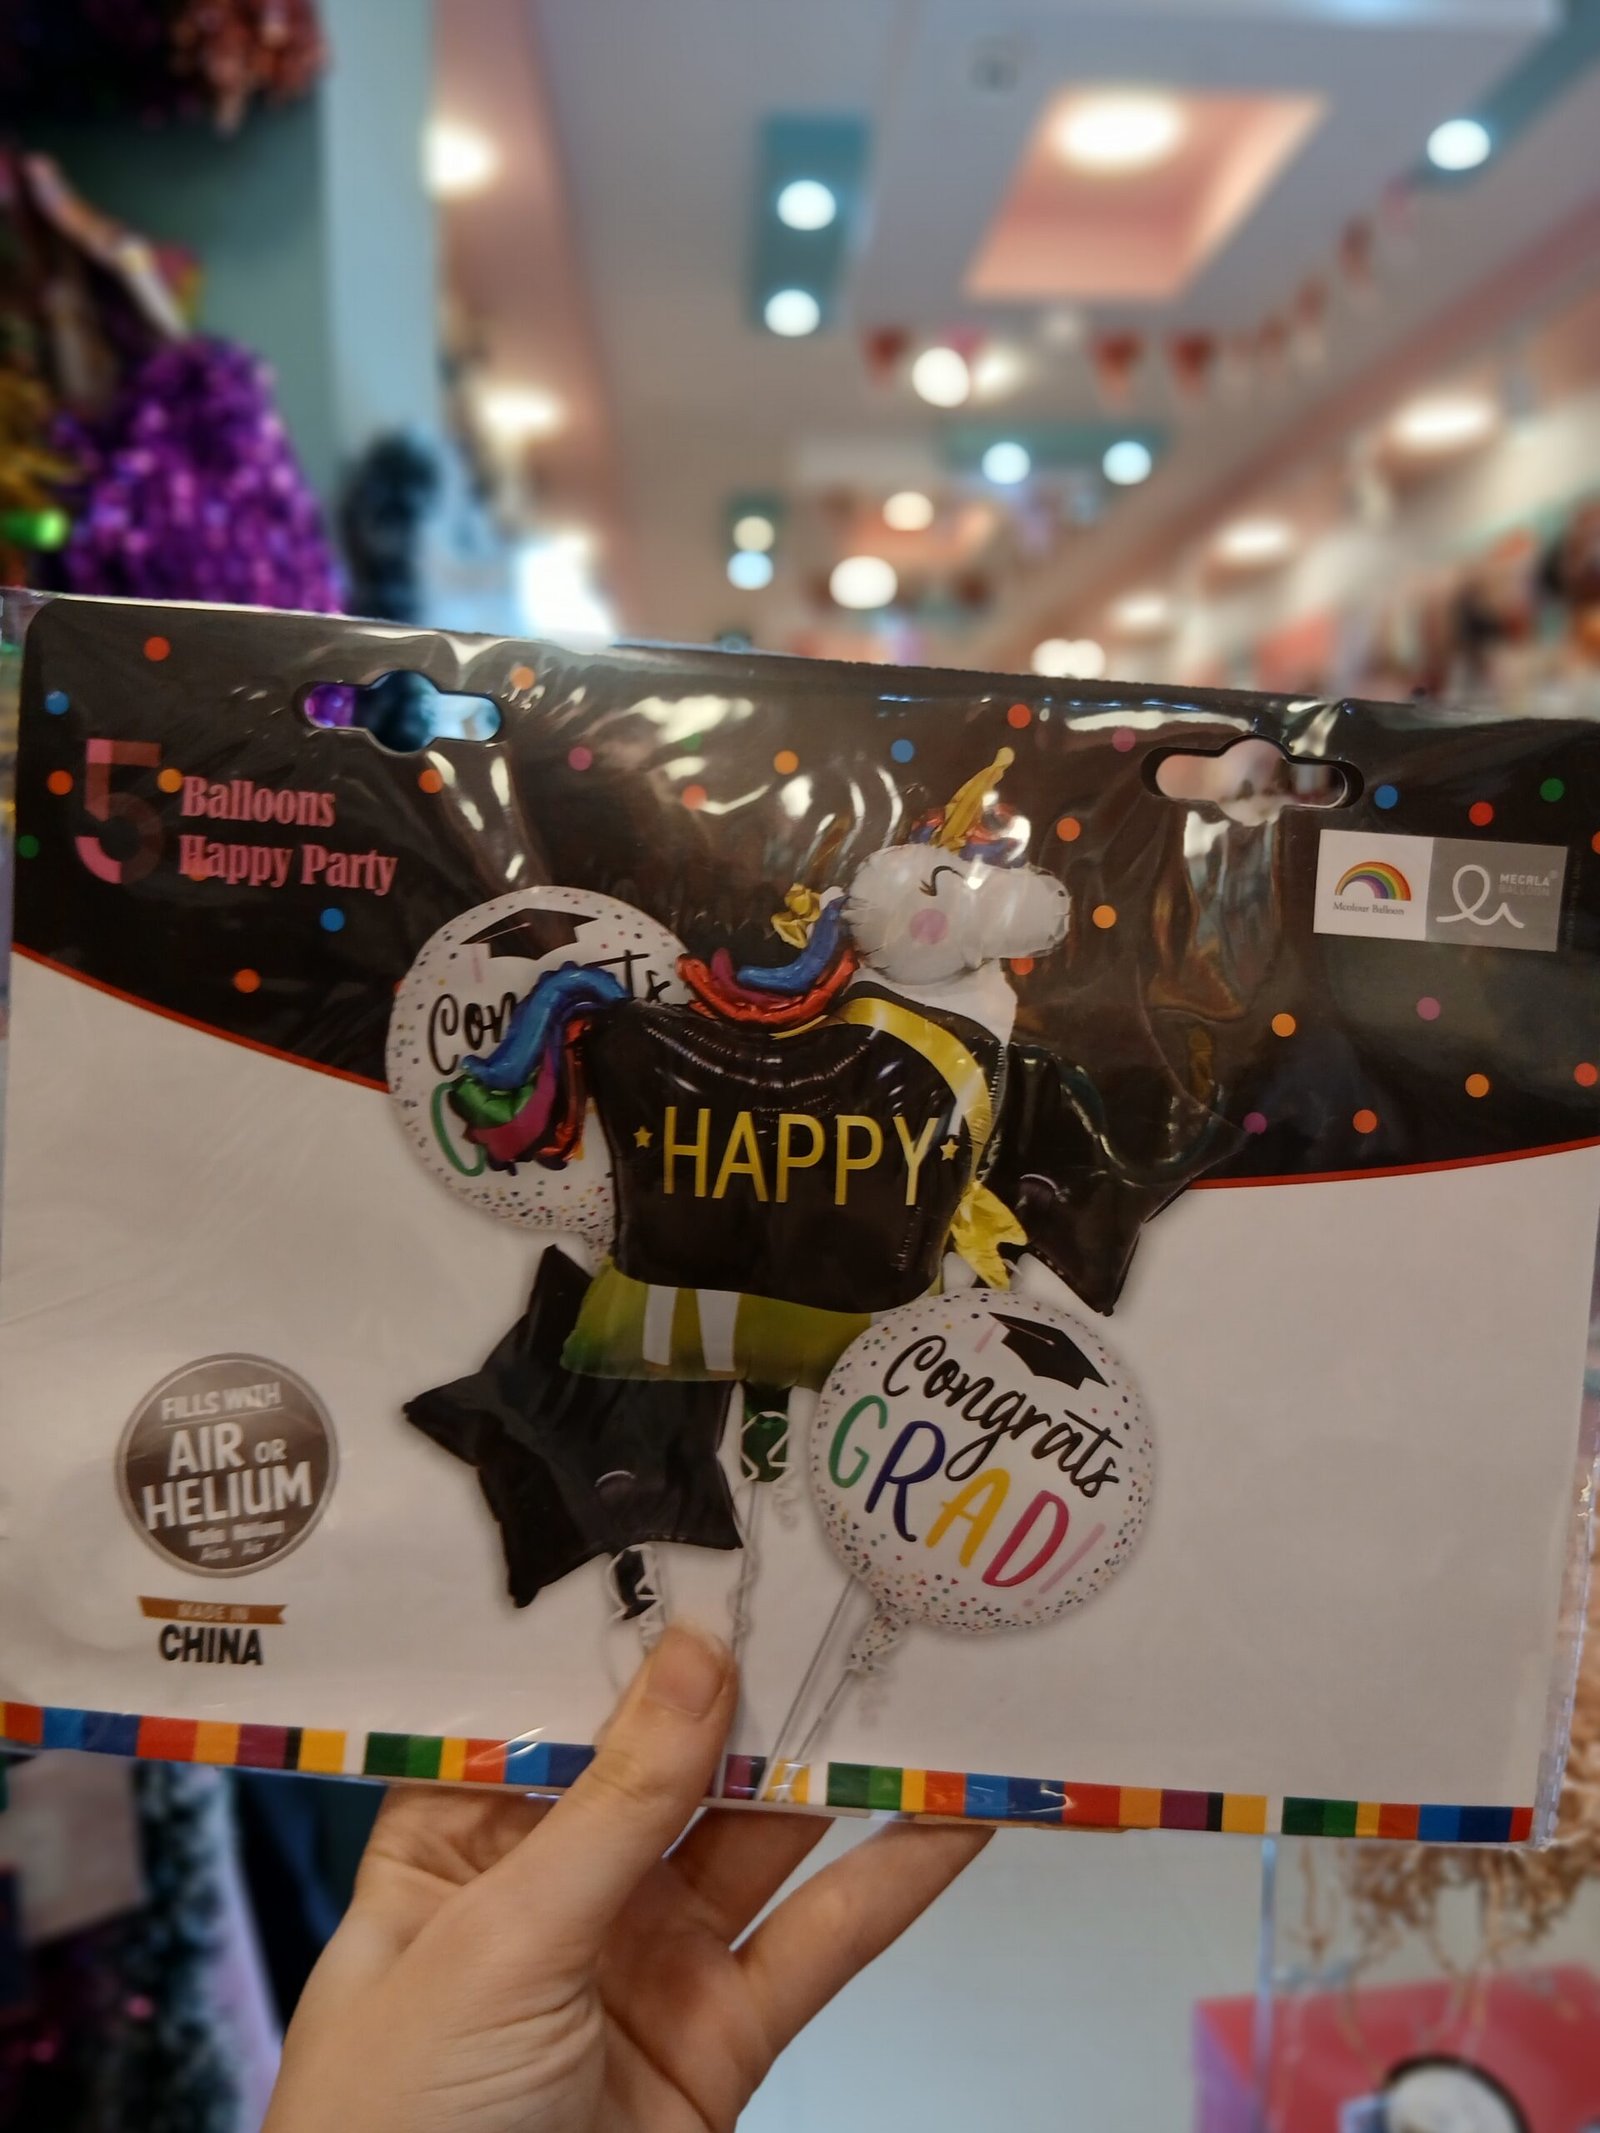 5 Balloons
Happy Party
Mcolour Balloon
MECRLA®
BALLOON
Congrats
HAPPY
Congrats
GRAD!
FILLS WITH
AIR OR
HELIUM
MADE IN
CHINA